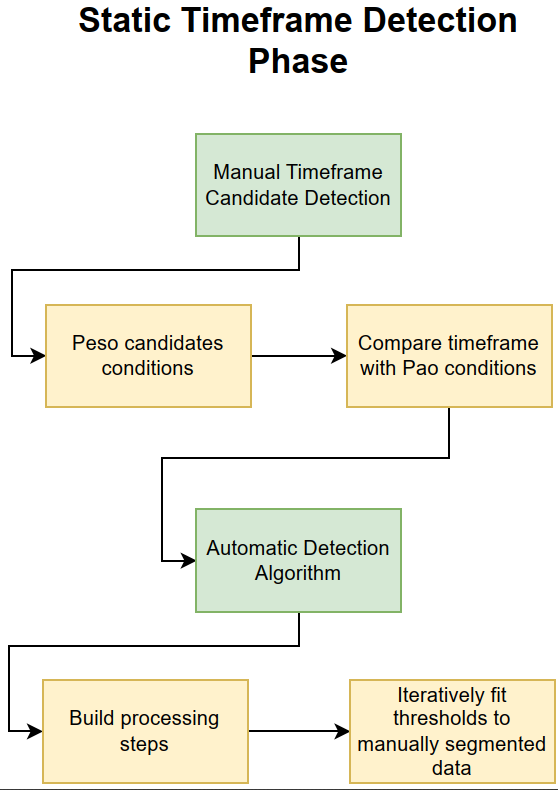 Static Timeframe Detection
Phase
Manual Timeframe
Candidate Detection
Peso candidates
conditions
Compare timeframe
with Pao conditions
Automatic Detection
Algorithm
Build processing
steps
Iteratively fit
thresholds to
manually segmented
data